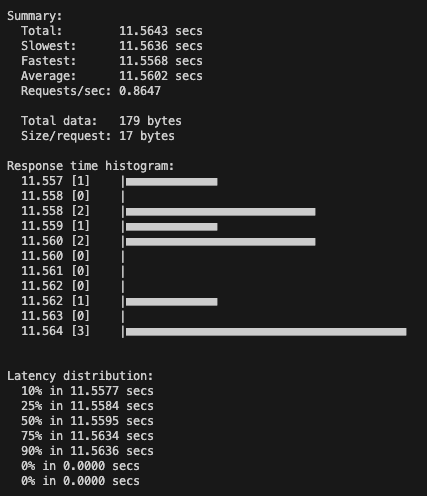 Summary:
  Total:        11.5643 secs
  Slowest:      11.5636 secs
  Fastest:      11.5568 secs
  Average:      11.5602 secs
  Requests/sec: 0.8647

  Total data:   179 bytes
  Size/request: 17 bytes

Response time histogram:
  11.557 [1]    |
  11.558 [0]    |
  11.558 [2]    |
  11.559 [1]    |
  11.560 [2]    |
  11.560 [0]    |
  11.561 [0]    |
  11.562 [0]    |
  11.562 [1]    |
  11.563 [0]    |
  11.564 [3]    |

Latency distribution:
  10% in 11.5577 secs
  25% in 11.5584 secs
  50% in 11.5595 secs
  75% in 11.5634 secs
  90% in 11.5636 secs
  0% in 0.0000 secs
  0% in 0.0000 secs